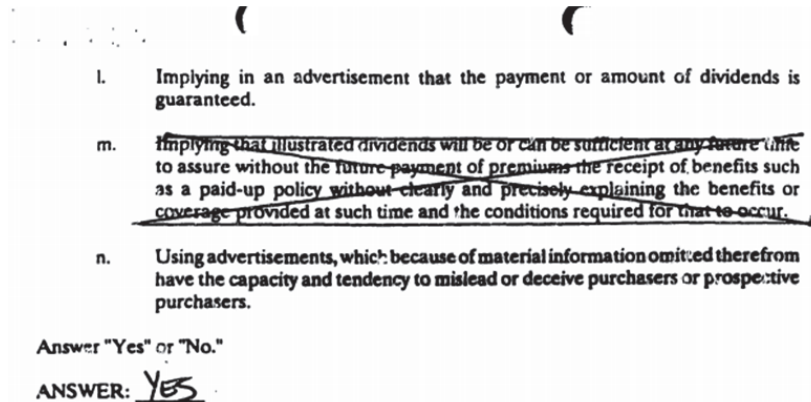 l. Implying in an advertisement that the payment or amount of dividends is
guaranteed.
m. Implying that illustrated dividends will be or can be sufficient at any future time
to assure without the future payment of premiums the receipt of benefits such
as a paid-up policy without clearly and precisely explaining the benefits or
coverage provided at such time and the conditions required for that to occur.
n. Using advertisements, which because of material information omitted therefrom
have the capacity and tendency to mislead or deceive purchasers or prospective
purchasers.
Answer "Yes" or "No."
ANSWER: YES